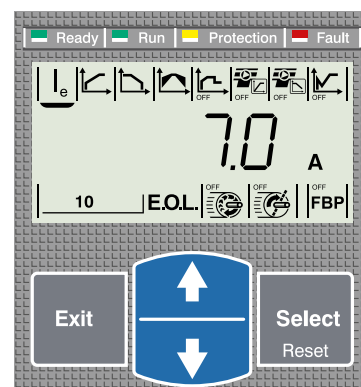 Ready Run Protection Fault
Ie
OFF OFF OFF OFF
7.0 A
10 E.O.L. OFF OFF OFF FBP
Exit Select
Reset